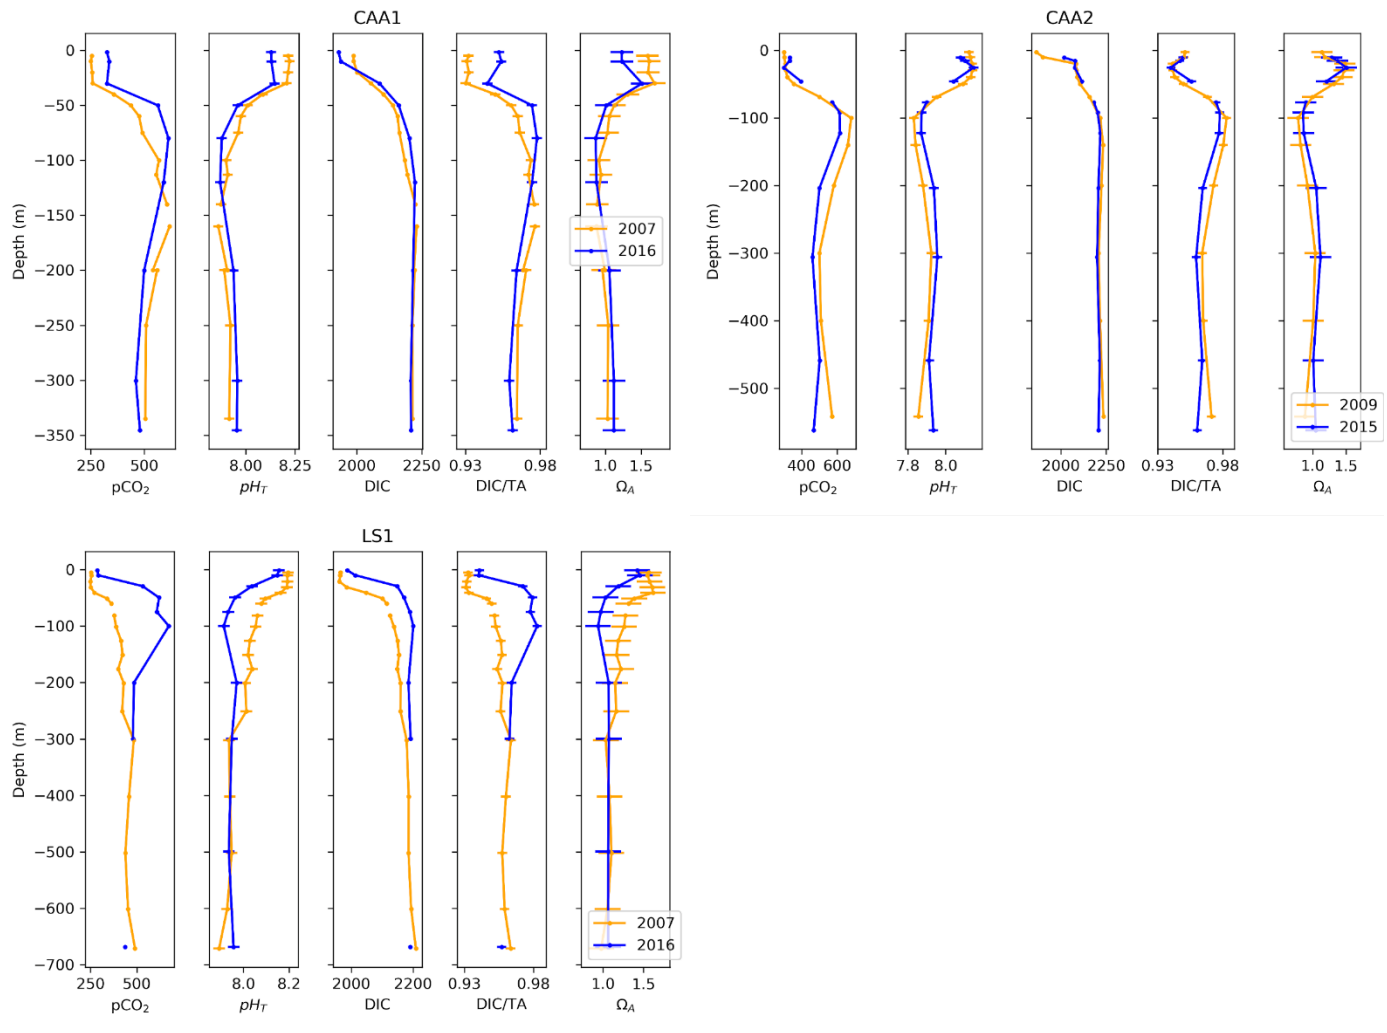 CAA1
0
−50
−100
−150
−200
−250
−300
−350
Depth (m)
250 500
pCO₂
8.00 8.25
pH_T
2000 2250
DIC
0.93 0.98
DIC/TA
1.0 1.5
Ω_A
2007
2016
CAA2
0
−100
−200
−300
−400
−500
Depth (m)
400 600
pCO₂
7.8 8.0
pH_T
2000 2250
DIC
0.93 0.98
DIC/TA
1.0 1.5
Ω_A
2009
2015
LS1
0
−100
−200
−300
−400
−500
−600
−700
Depth (m)
250 500
pCO₂
8.0 8.2
pH_T
2000 2200
DIC
0.93 0.98
DIC/TA
1.0 1.5
Ω_A
2007
2016